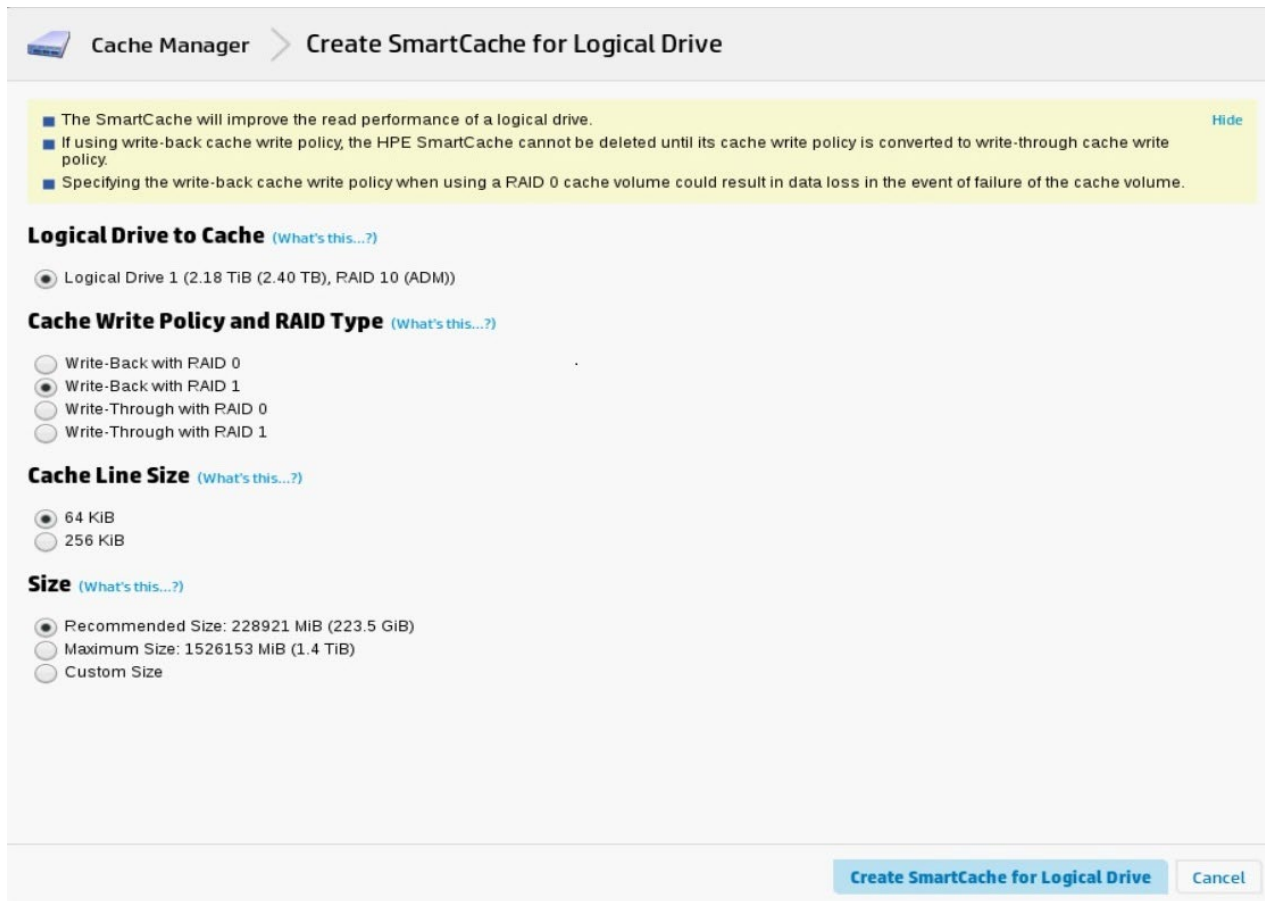 Cache Manager Create SmartCache for Logical Drive
The SmartCache will improve the read performance of a logical drive. Hide
If using write-back cache write policy, the HPE SmartCache cannot be deleted until its cache write policy is converted to write-through cache write
policy.
Specifying the write-back cache write policy when using a RAID 0 cache volume could result in data loss in the event of failure of the cache volume.
Logical Drive to Cache (What's this...?)
Logical Drive 1 (2.18 TiB (2.40 TB), RAID 10 (ADM))
Cache Write Policy and RAID Type (What's this...?)
Write-Back with RAID 0
Write-Back with RAID 1
Write-Through with RAID 0
Write-Through with RAID 1
Cache Line Size (What's this...?)
64 KiB
256 KiB
Size (What's this...?)
Recommended Size: 228921 MiB (223.5 GiB)
Maximum Size: 1526153 MiB (1.4 TiB)
Custom Size
Create SmartCache for Logical Drive Cancel